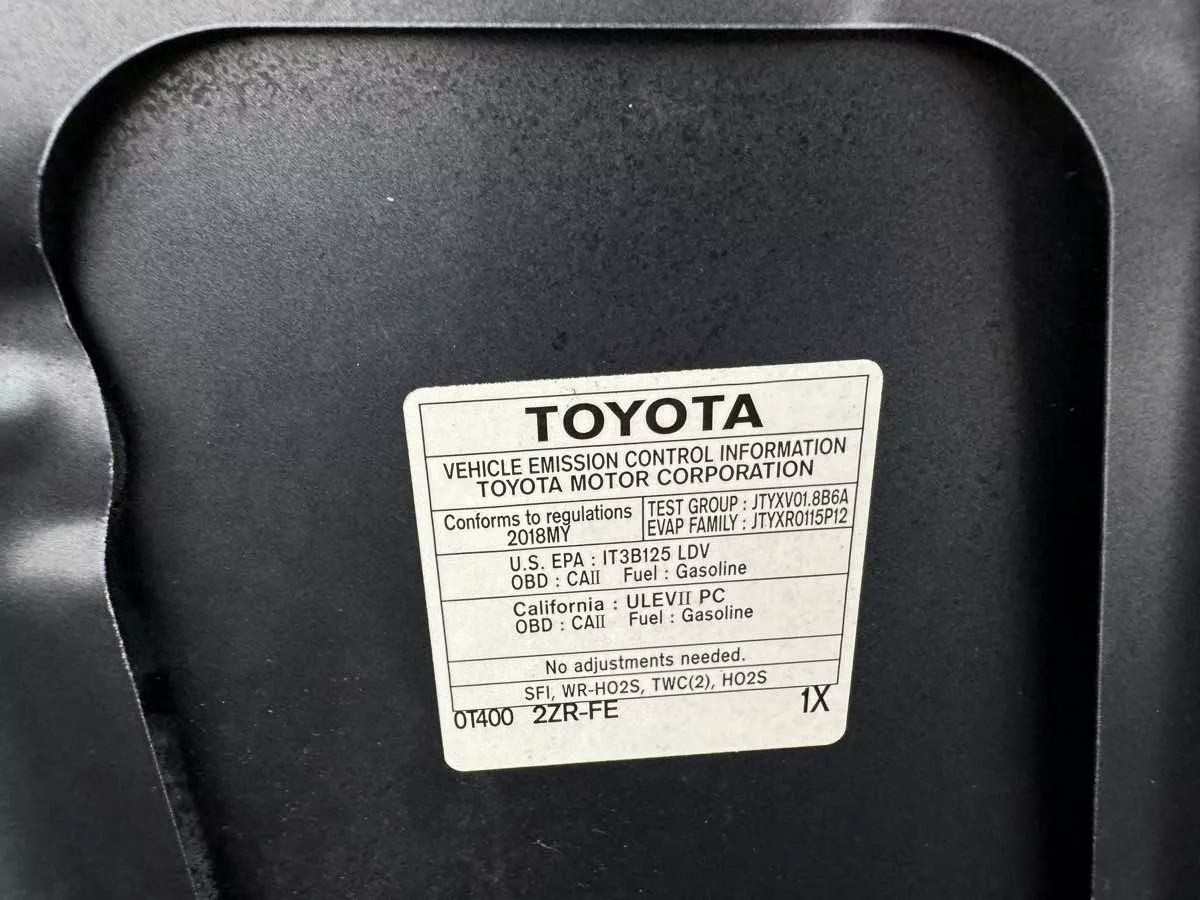 TOYOTA
VEHICLE EMISSION CONTROL INFORMATION
TOYOTA MOTOR CORPORATION
Conforms to regulations
2018MY
TEST GROUP : JTYXV01.8B6A
EVAP FAMILY : JTYXR0115P12
U.S. EPA : IT3B125 LDV
OBD : CAII Fuel : Gasoline
California : ULEVII PC
OBD : CAII Fuel : Gasoline
No adjustments needed.
SFI, WR-HO2S, TWC(2), HO2S
0T400 2ZR-FE 1X